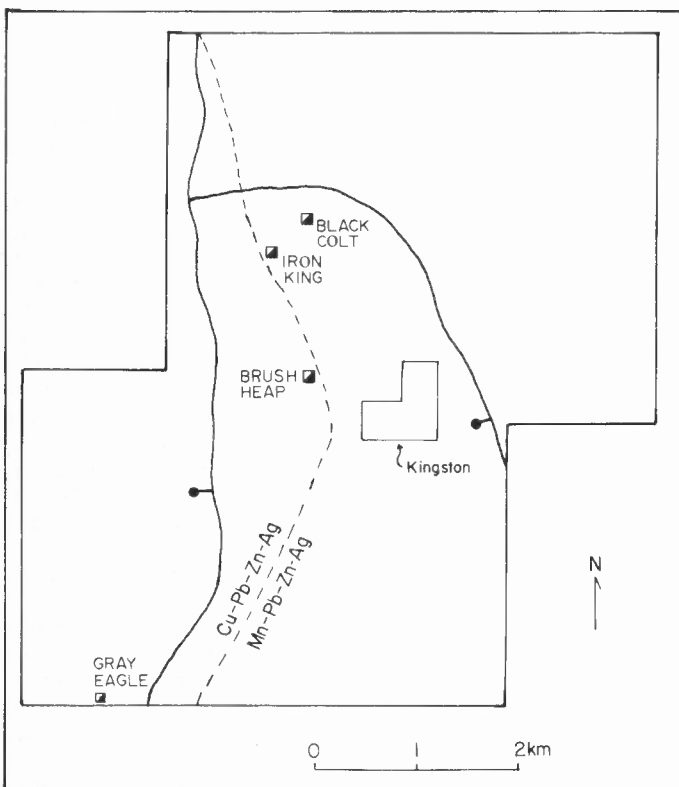 BLACK
COLT
IRON
KING
BRUSH
HEAP
Kingston
Cu-Pb-Zn-Ag
Mn-Pb-Zn-Ag
N
GRAY
EAGLE
0 1 2km